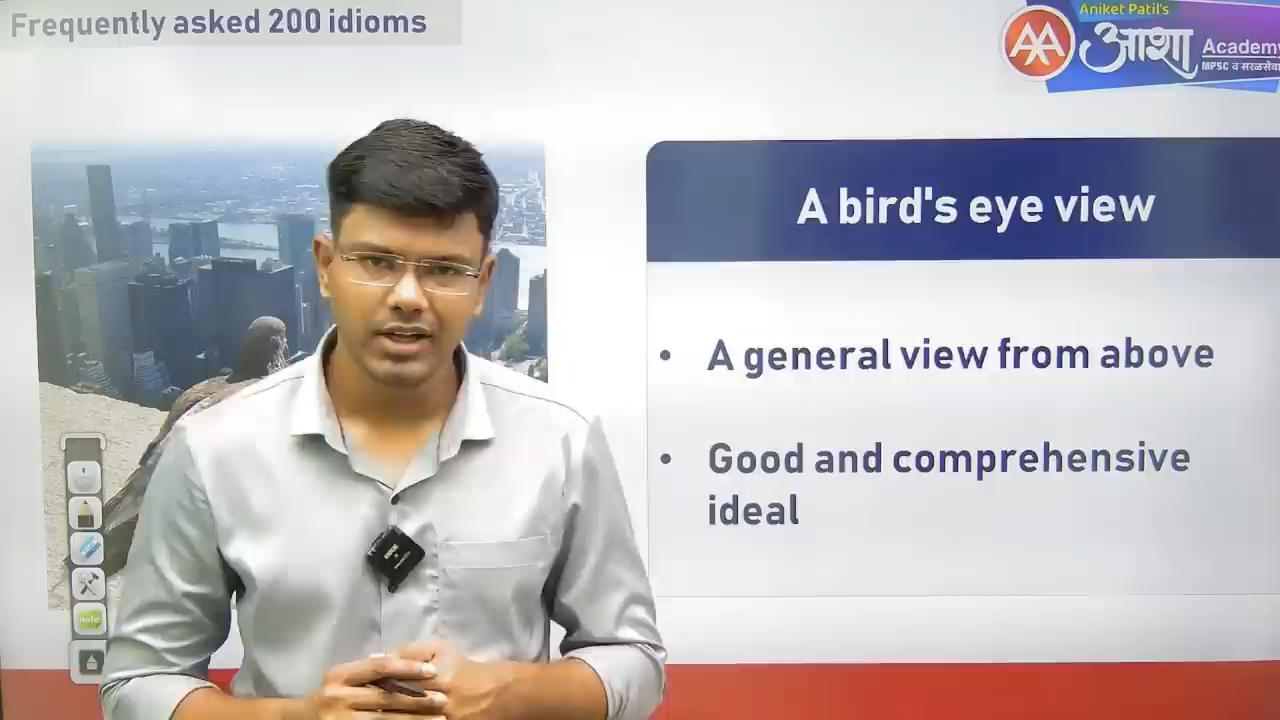 Frequently asked 200 idioms
Aniket Patil's
आशा Academy
MPSC व सरळसेवा
A bird's eye view
• A general view from above
• Good and comprehensive
ideal
note